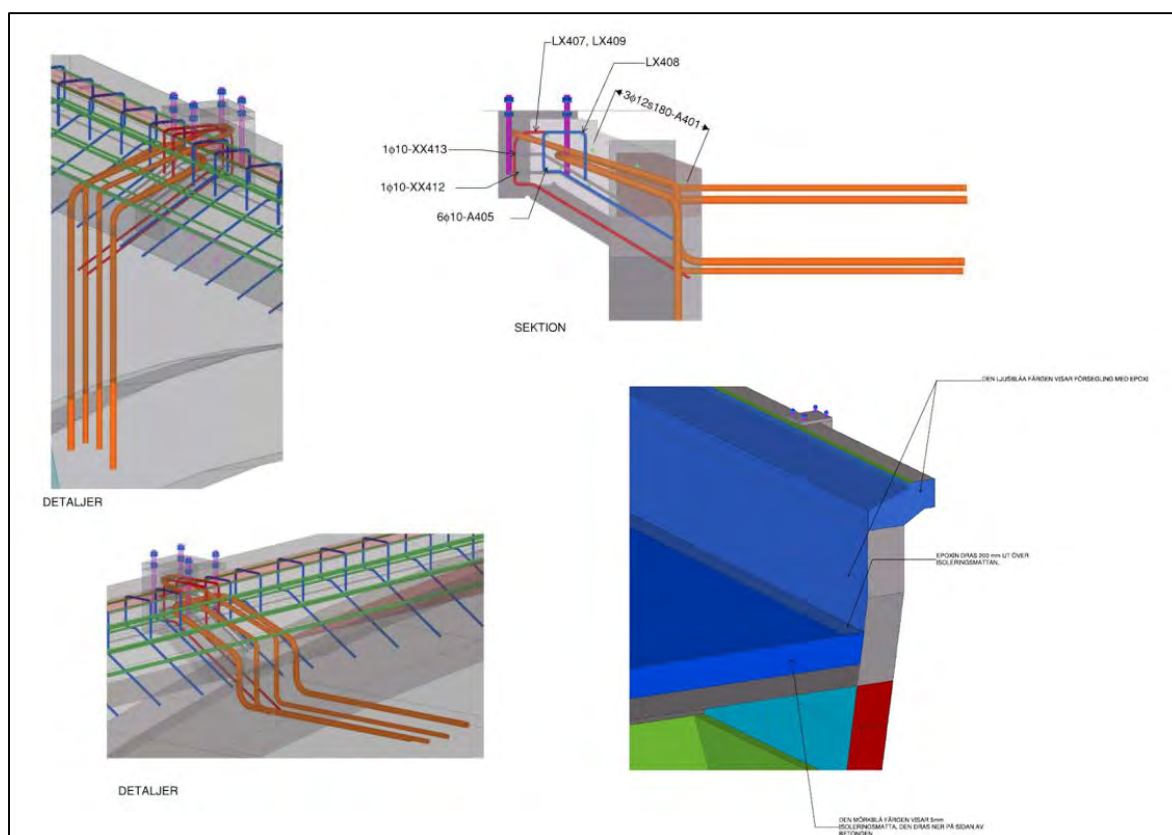 LX407, LX409
LX408
3ϕ12s180-A401
1ϕ10-XX413
1ϕ10-XX412
6ϕ10-A405
SEKTION
DETALJER
DEN LJUSBLÅA FÄRGEN VISAR FÖRSEGLING MED EPOXI
EPOXIN DRAS 200 mm UT ÖVER
ISOLERINGSMATTAN.
DETALJER
DEN MÖRKBLÅ FÄRGEN VISAR 5mm
ISOLERINGSMATTA, DEN DRAS NER PÅ SIDAN AV
BETONGEN